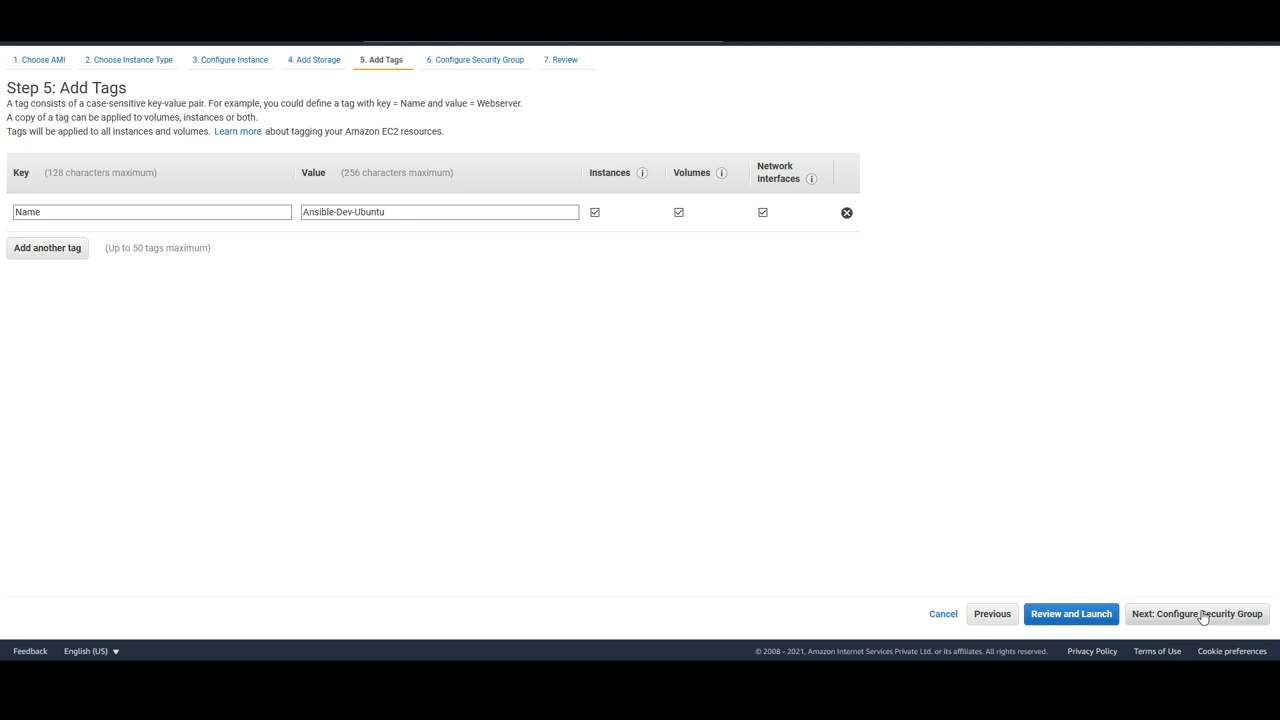 1. Choose AMI 2. Choose Instance Type 3. Configure Instance 4. Add Storage 5. Add Tags 6. Configure Security Group 7. Review
Step 5: Add Tags
A tag consists of a case-sensitive key-value pair. For example, you could define a tag with key = Name and value = Webserver.
A copy of a tag can be applied to volumes, instances or both.
Tags will be applied to all instances and volumes. Learn more about tagging your Amazon EC2 resources.
Key (128 characters maximum) Value (256 characters maximum) Instances i Volumes i Network Interfaces i
Name Ansible-Dev-Ubuntu
Add another tag (Up to 50 tags maximum)
Cancel Previous Review and Launch Next: Configure Security Group
Feedback English (US) © 2008 - 2021, Amazon Internet Services Private Ltd. or its affiliates. All rights reserved. Privacy Policy Terms of Use Cookie preferences